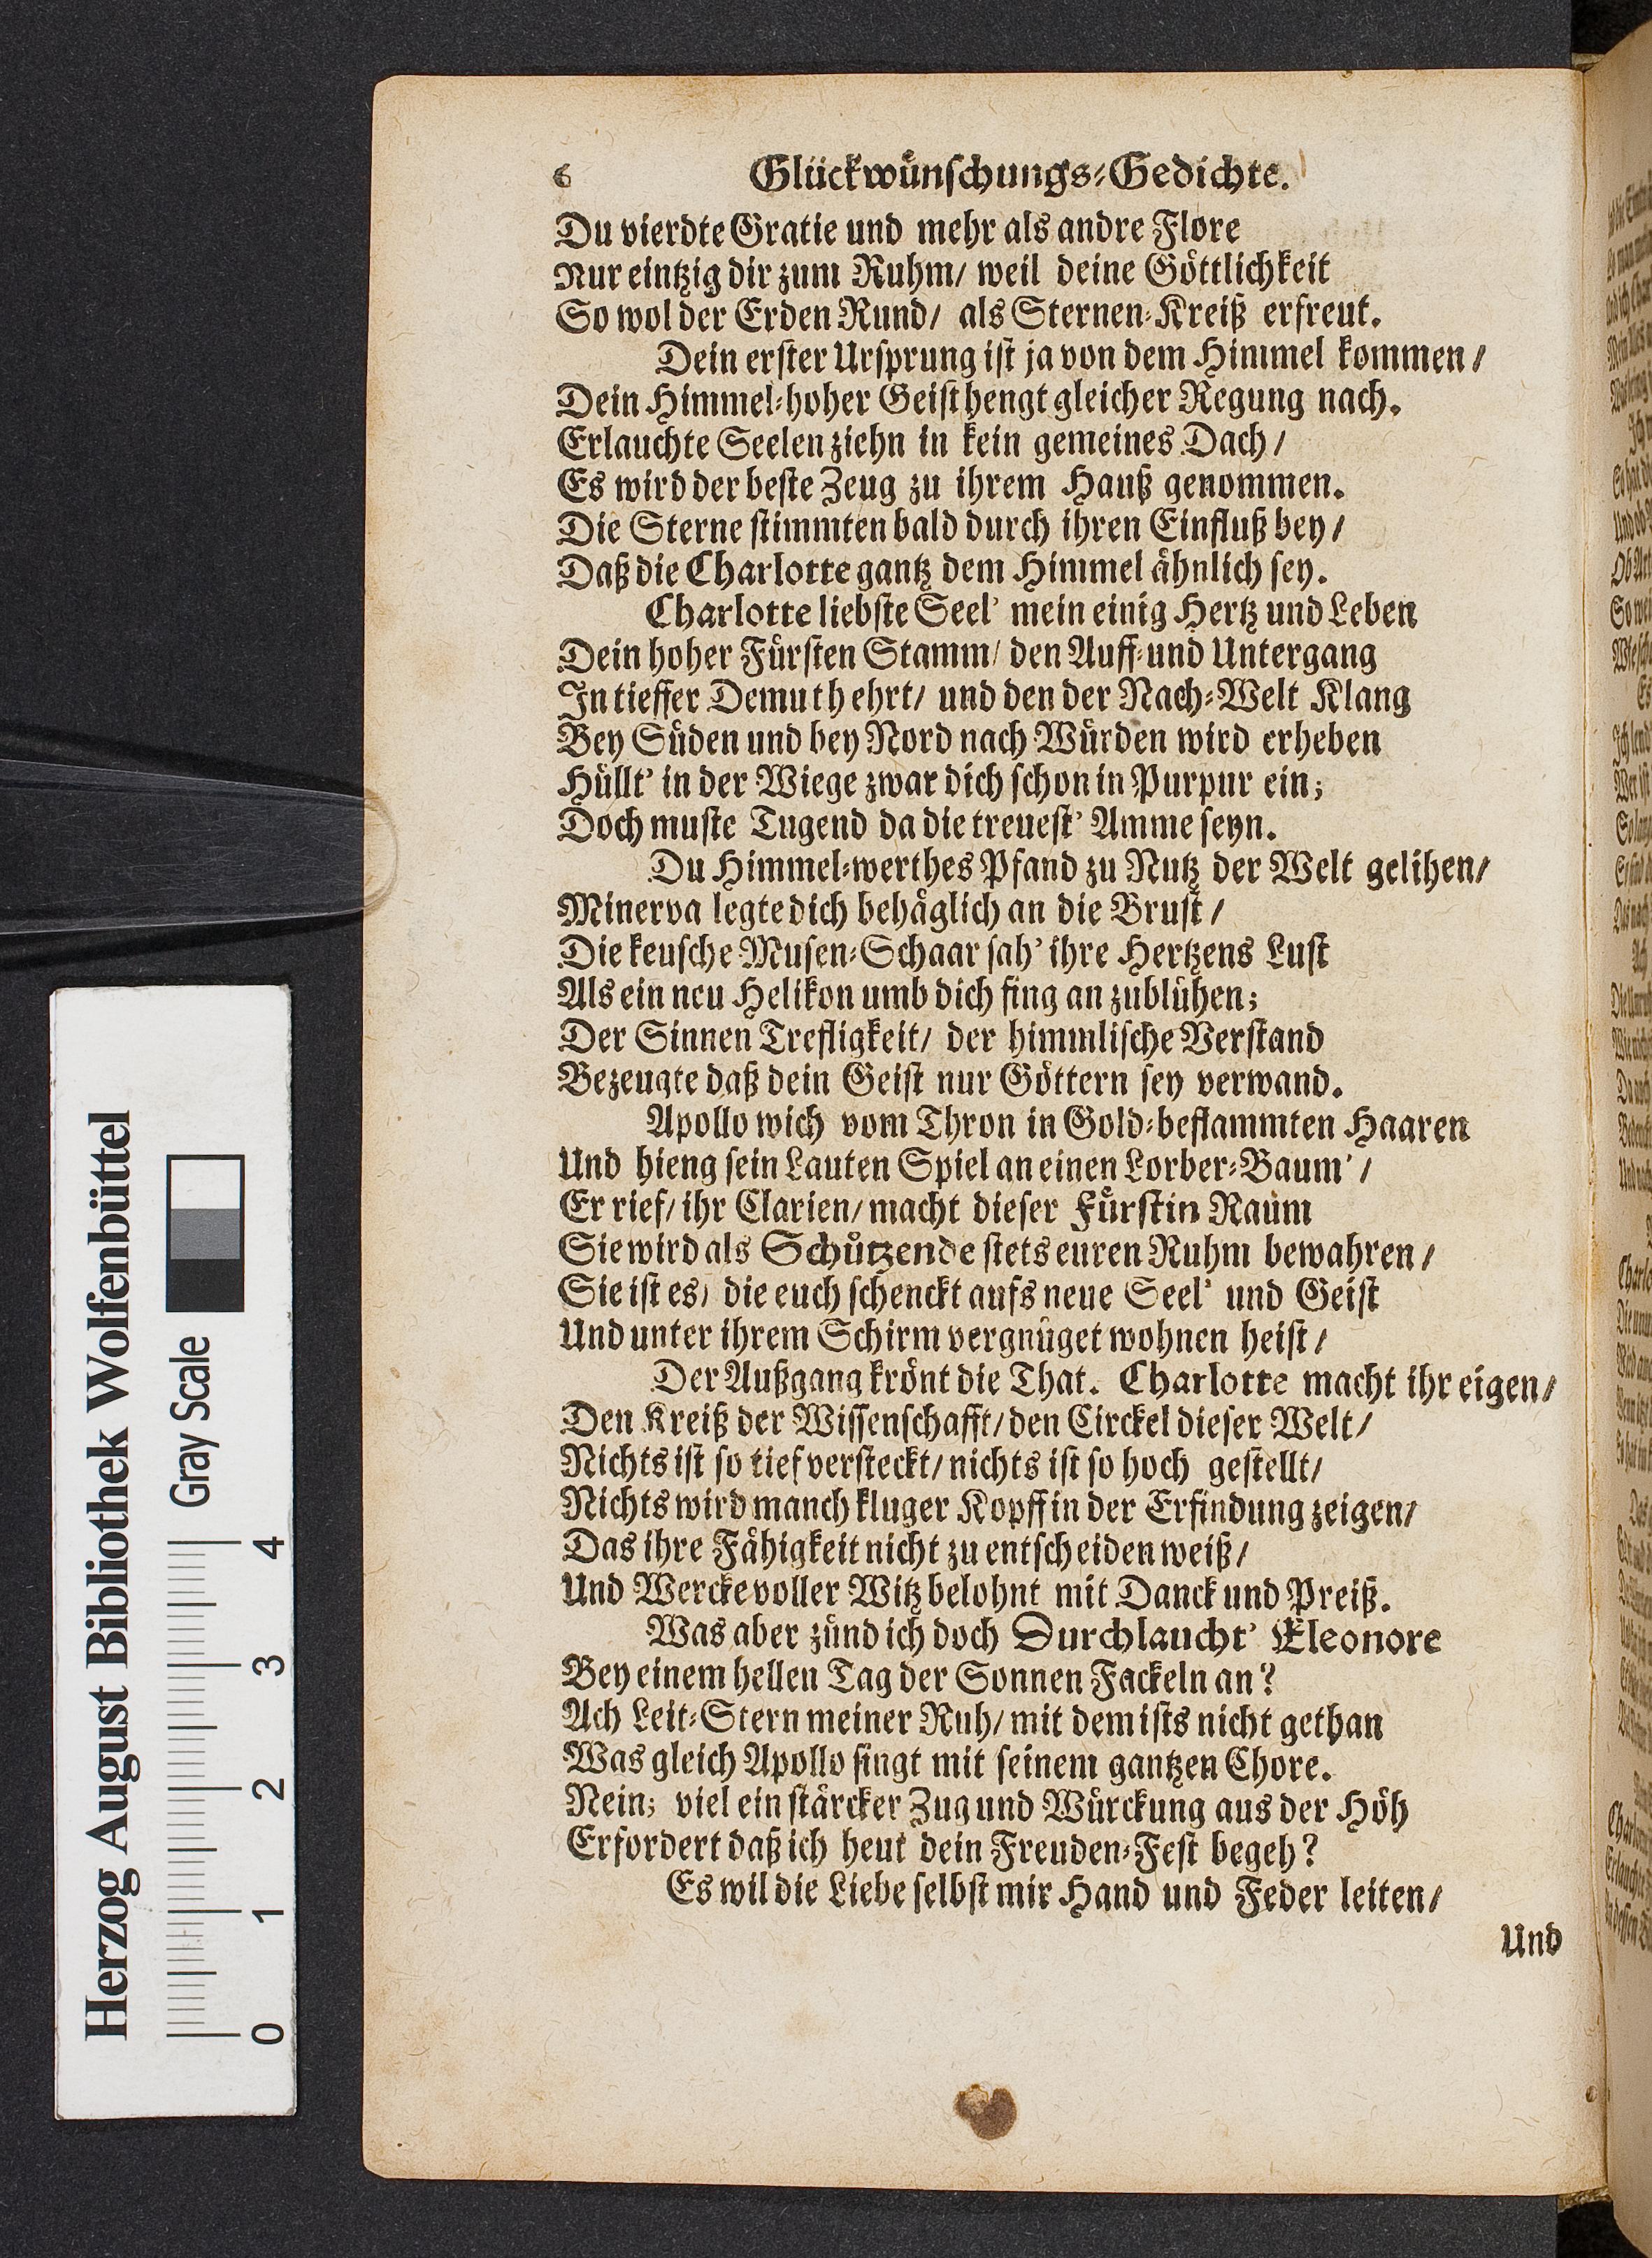 6 Glückwünschungs-Gedichte.
Du vierdte Gratie und mehr als andre Flore
Nur eintzig dir zum Ruhm/ weil deine Göttlichkeit
So wol der Erden Rund/ als Sternen-Kreiß erfreut.
Dein erster Ursprung ist ja von dem Himmel kommen/
Dein Himmel-hoher Geist hengt gleicher Regung nach.
Erlauchte Seelen ziehn in kein gemeines Dach/
Es wird der beste Zeug zu ihrem Hauß genommen.
Die Sterne stimmten bald durch ihren Einfluß bey/
Daß die Charlotte gantz dem Himmel ähnlich sey.
Charlotte liebste Seel' mein einig Hertz und Leben
Dein hoher Fürsten Stamm/ den Auff-und Untergang
In tieffer Demuth ehrt/ und den der Nach-Welt Klang
Bey Süden und bey Nord nach Würden wird erheben
Hüllt' in der Wiege zwar dich schon in Purpur ein;
Doch muste Tugend da die treuest' Amme seyn.
Du Himmel-werthes Pfand zu Nutz der Welt gelihen/
Minerva legte dich behäglich an die Brust/
Die keusche Musen-Schaar sah' ihre Hertzens Lust
Als ein neu Helikon umb dich fing an zublühen;
Der Sinnen Trefligkeit/ der himmlische Verstand
Bezeugte daß dein Geist nur Göttern sey verwand.
Apollo wich vom Thron in Gold-beflammten Haaren
Und hieng sein Lauten Spiel an einen Lorber-Baum'/
Er rief/ ihr Clarien/ macht dieser Fürstin Raum
Sie wird als Schützende stets euren Ruhm bewahren/
Sie ist es/ die euch schenckt aufs neue Seel' und Geist
Und unter ihrem Schirm vergnüget wohnen heist/
Der Außgang krönt die That. Charlotte macht ihr eigen/
Den Kreiß der Wissenschafft/ den Circkel dieser Welt/
Nichts ist so tief versteckt/ nichts ist so hoch gestellt/
Nichts wird manch kluger Kopff in der Erfindung zeigen/
Das ihre Fähigkeit nicht zu entscheiden weiß/
Und Wercke voller Witz belohnt mit Danck und Preiß.
Was aber zünd ich doch Durchlaucht' Eleonore
Bey einem hellen Tag der Sonnen Fackeln an?
Ach Leit-Stern meiner Ruh/ mit dem ists nicht gethan
Was gleich Apollo singt mit seinem gantzen Chore.
Nein; viel ein stärcker Zug und Würckung aus der Höh
Erfordert daß ich heut dein Freuden-Fest begeh?
Es wil die Liebe selbst mir Hand und Feder leiten/
Und
Herzog August Bibliothek Wolfenbüttel
Gray Scale
0 1 2 3 4